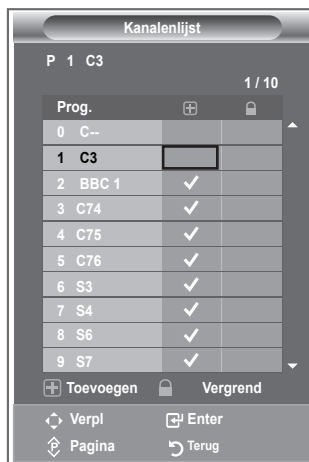 Kanalenlijst
P 1 C3
1 / 10
Prog.
0 C--
1 C3
2 BBC 1
3 C74
4 C75
5 C76
6 S3
7 S4
8 S6
9 S7
Toevoegen Vergrend
Verpl Enter
Pagina Terug